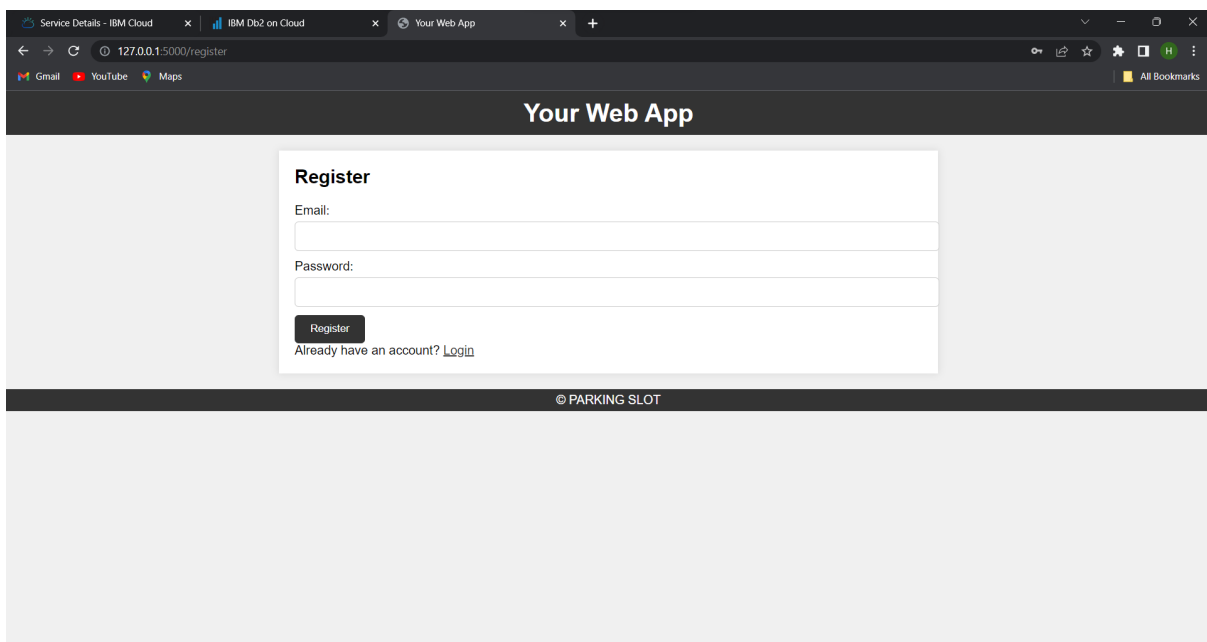 Service Details - IBM Cloud
IBM Db2 on Cloud
Your Web App
127.0.0.1:5000/register
H
Gmail
YouTube
Maps
All Bookmarks
Your Web App
Register
Email:
Password:
Register
Already have an account? Login
© PARKING SLOT